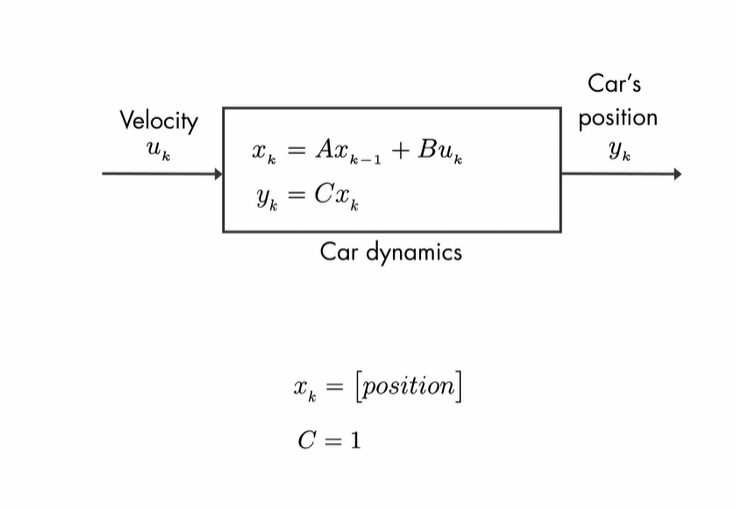 Car's
position
y_k
Velocity
u_k
x_k = Ax_{k-1} + Bu_k
y_k = Cx_k
Car dynamics
x_k = [position]
C = 1